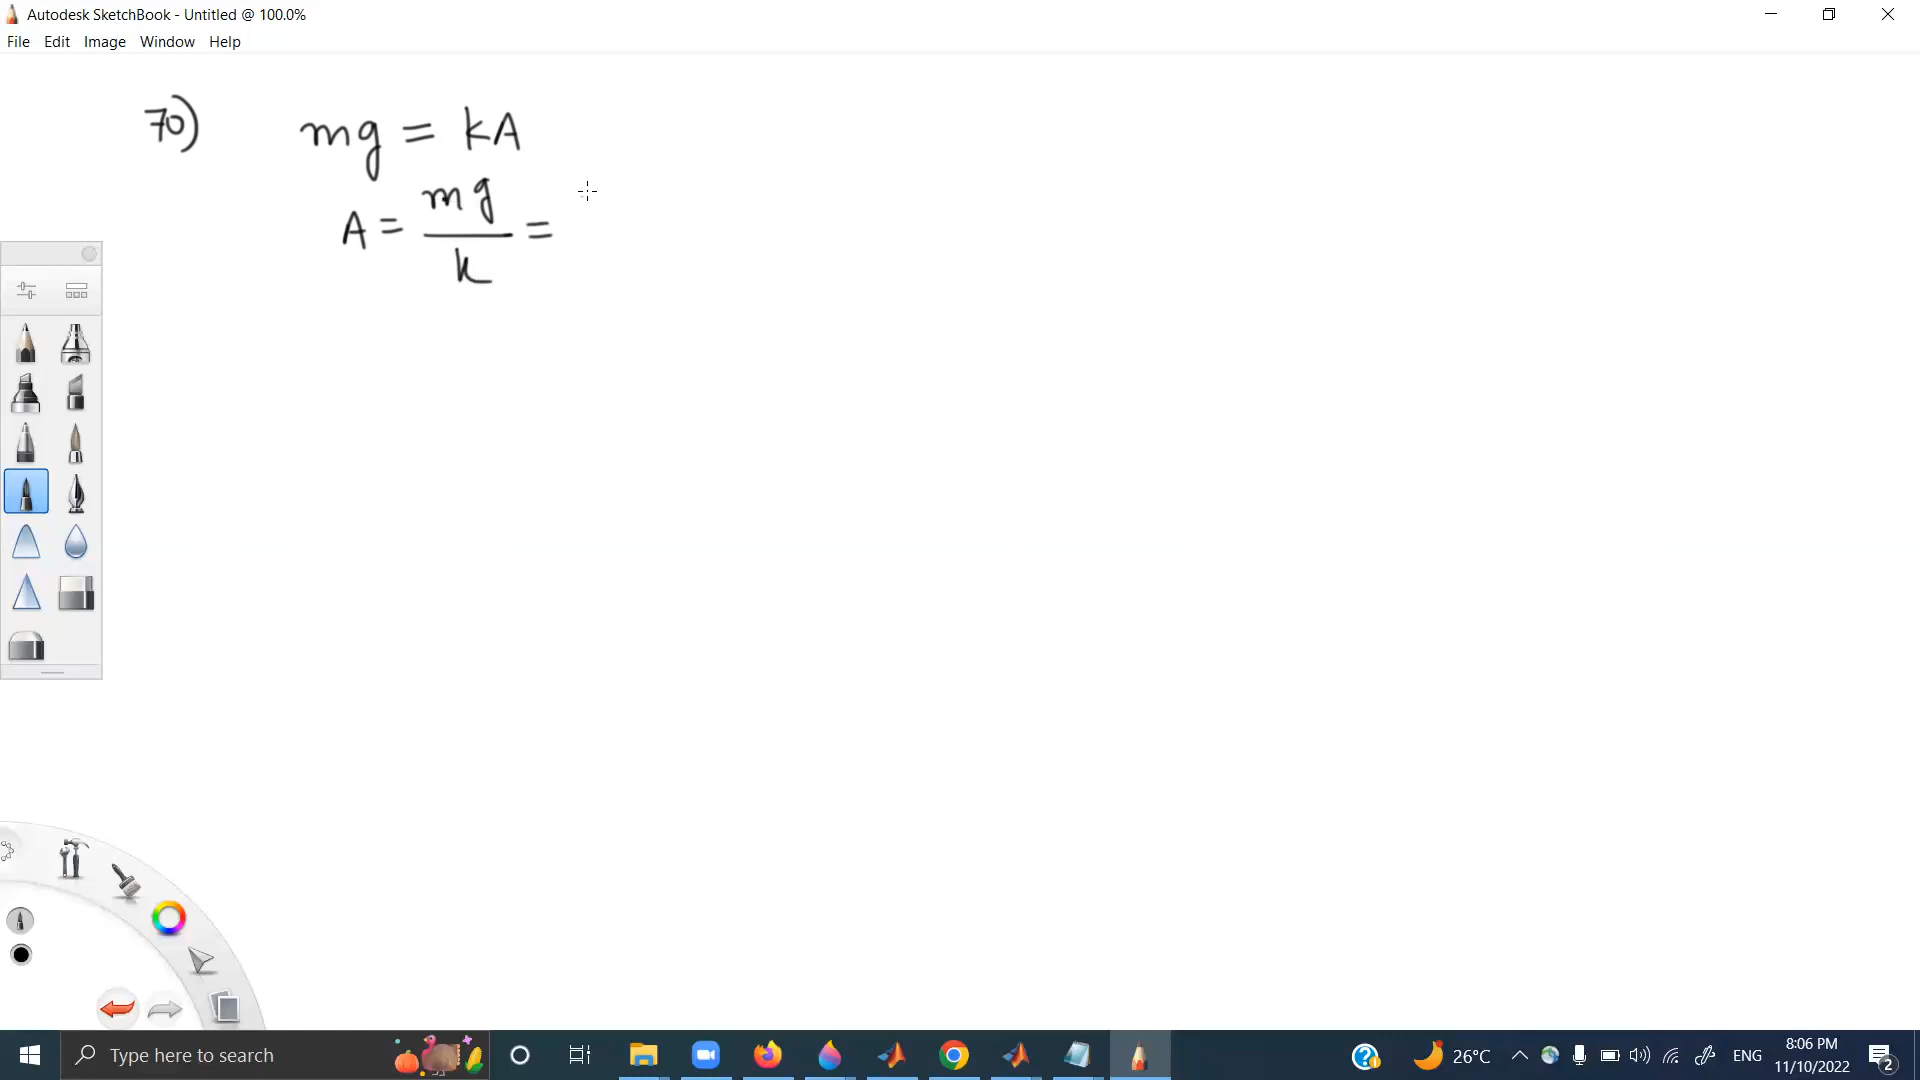 Autodesk SketchBook - Untitled @ 100.0%
File Edit Image Window Help
70) mg = kA
A = mg/k =
Type here to search
26°C
ENG
8:06 PM
11/10/2022
2